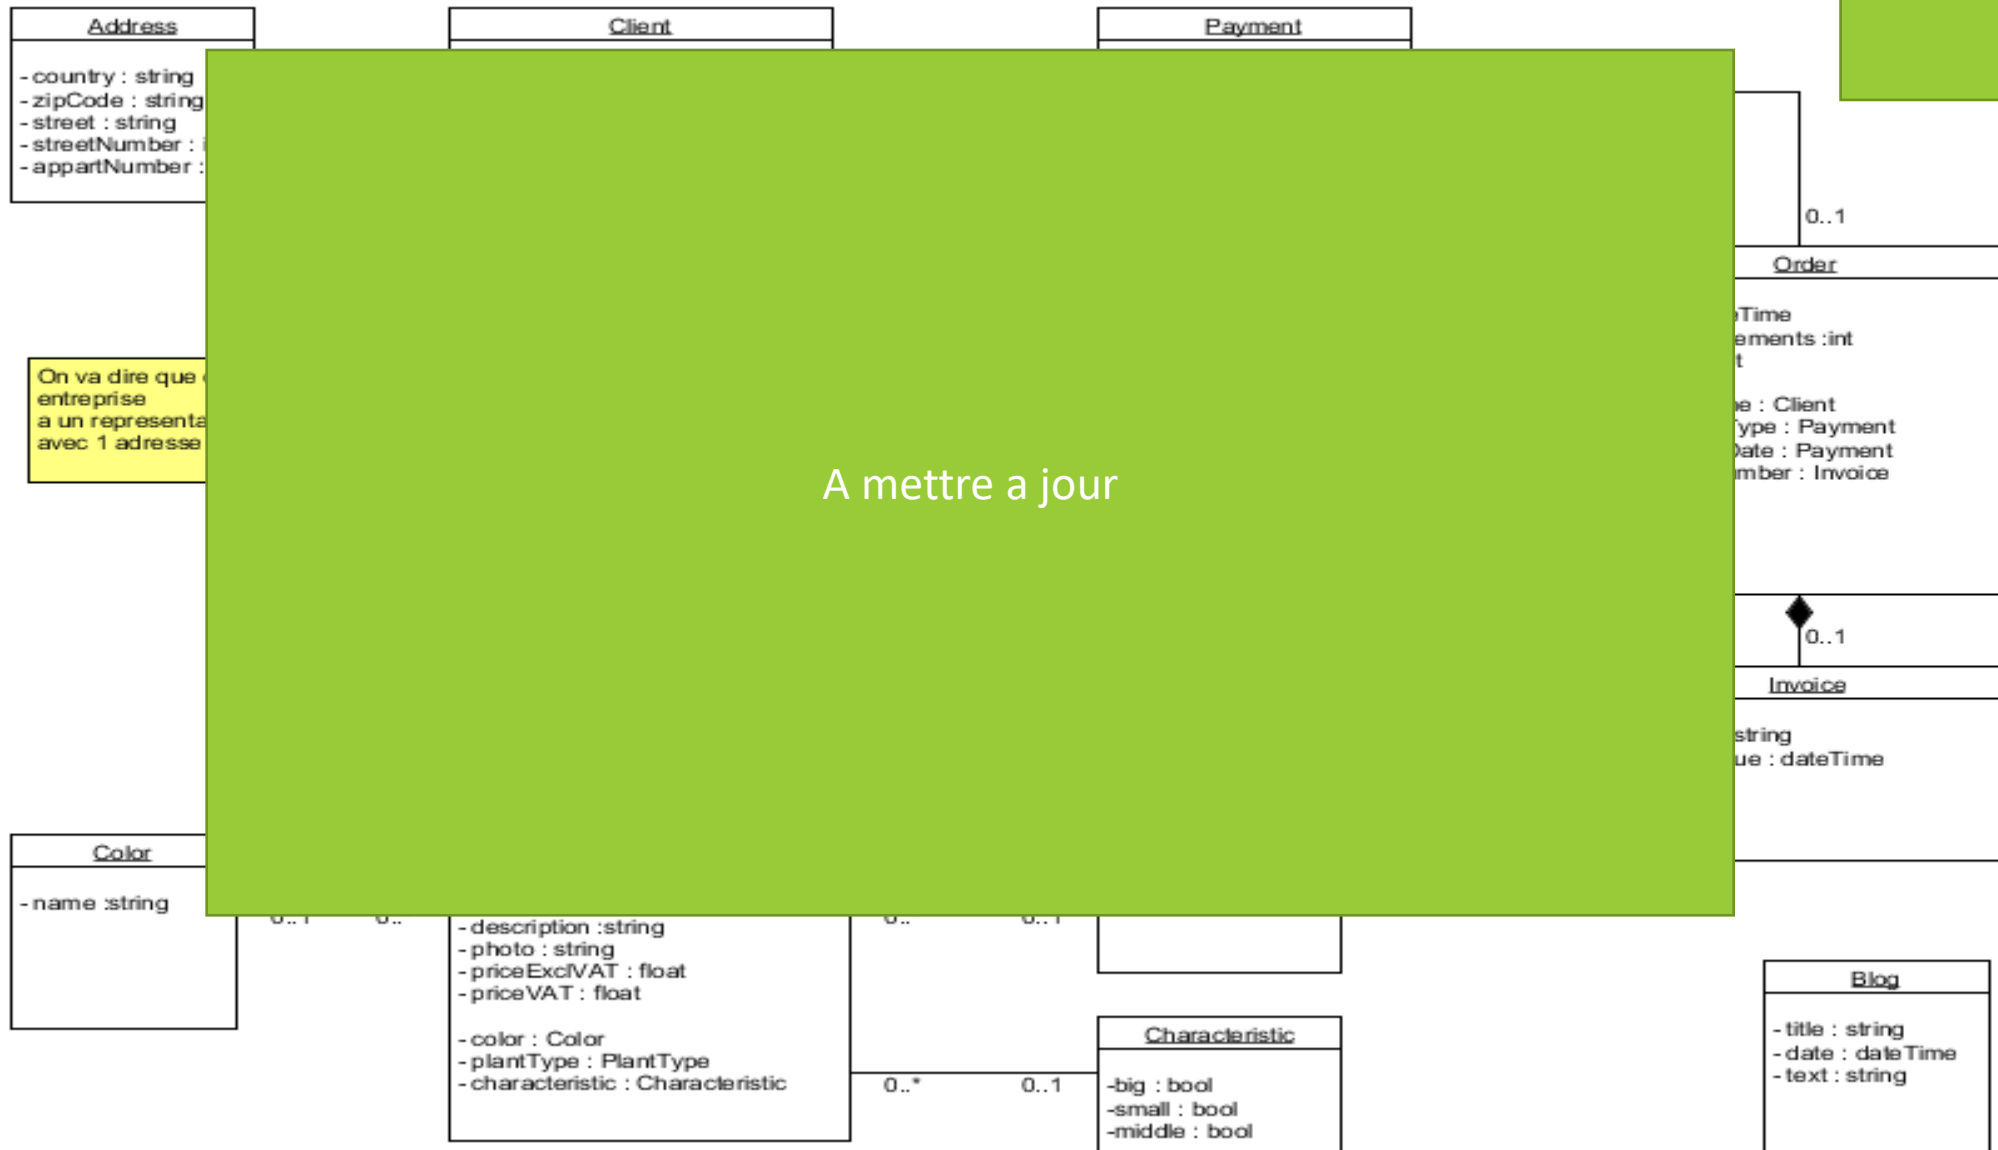 Address
- country : string
- zipCode : string
- street : string
- streetNumber :
- appartNumber :
Client
Payment
0..1
Order
Time
ements :int
t
e : Client
ype : Payment
ate : Payment
mber : Invoice
On va dire que
entreprise
a un representa
avec 1 adresse
A mettre a jour
0..1
Invoice
string
ue : dateTime
Color
- name :string
- description :string
- photo : string
- priceExclVAT : float
- priceVAT : float
- color : Color
- plantType : PlantType
- characteristic : Characteristic
0..*
0..1
Characteristic
-big : bool
-small : bool
-middle : bool
Blog
- title : string
- date : dateTime
- text : string